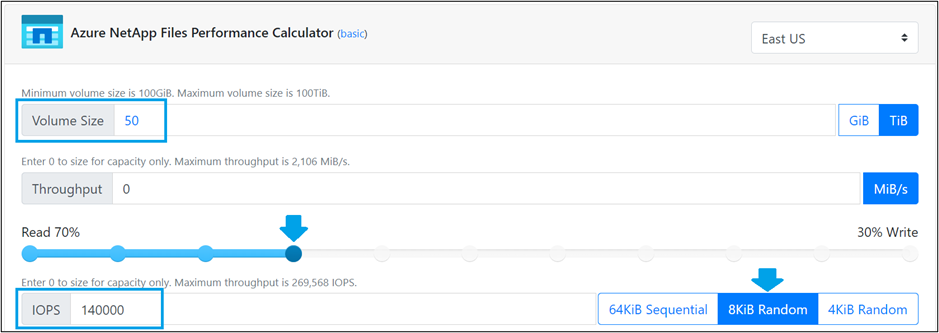 Azure NetApp Files Performance Calculator (basic)
East US
Minimum volume size is 100GiB. Maximum volume size is 100TiB.
Volume Size 50 GiB TiB
Enter 0 to size for capacity only. Maximum throughput is 2,106 MiB/s.
Throughput 0 MiB/s
Read 70% 30% Write
Enter 0 to size for capacity only. Maximum throughput is 269,568 IOPS.
IOPS 140000 64KiB Sequential 8KiB Random 4KiB Random